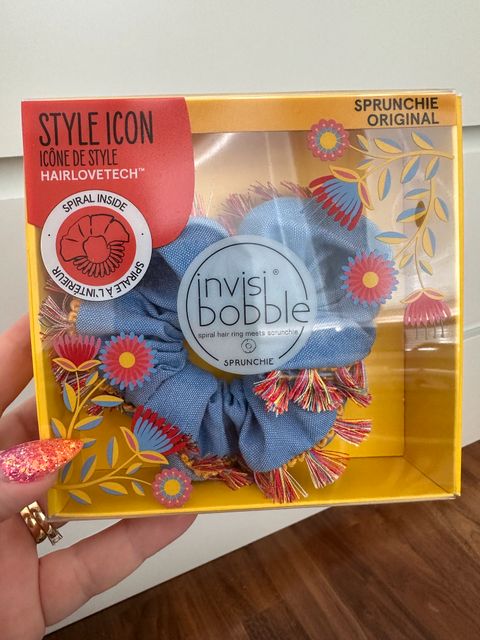 STYLE ICON
ICÔNE DE STYLE
HAIRLOVETECH™
SPIRAL INSIDE
SPIRALE À L'INTÉRIEUR
SPRUNCHIE
ORIGINAL
invisi®
bobble
spiral hair ring meets scrunchie
SPRUNCHIE